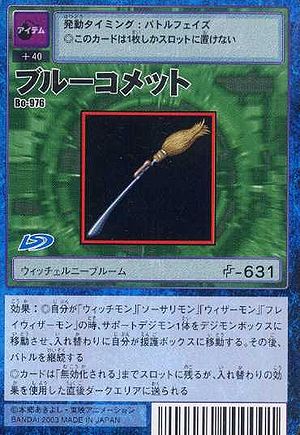 アイテム
発動タイミング：バトルフェイズ
◎このカードは1枚しかスロットに置けない
+40
ブルーコメット
Bo-976
ウィッチェルニーブルーム
-631
効果：◎自分が「ウィッチモン」「ソーサリモン」「ウィザーモン」「フレ
イウィザーモン」の時、サポートデジモン1体をデジモンボックスに
移動させ、入れ替わりに自分が援護ボックスに移動する。その後、
バトルを継続する
◎カードは「無効化される」までスロットに残るが、入れ替わりの効
果を使用した直後ダークエリアに送られる
©本郷あきよし・東映アニメーション
BANDAI 2003 MADE IN JAPAN